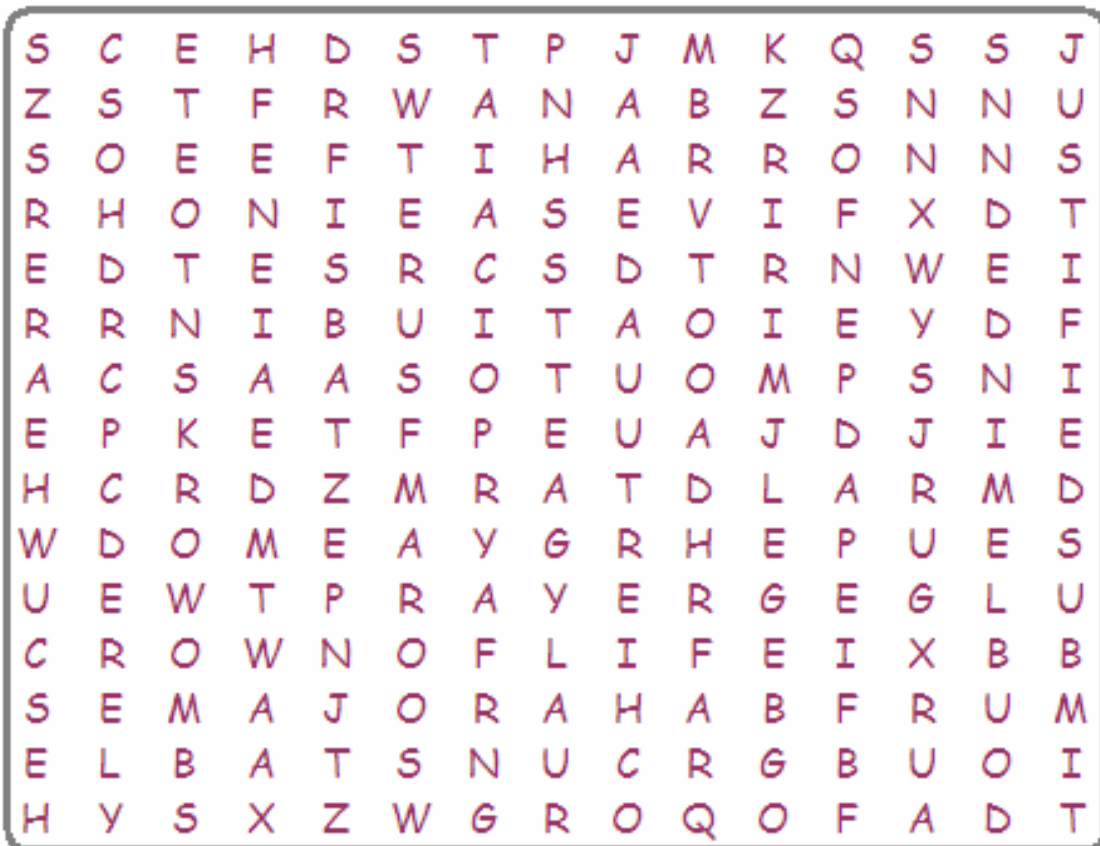 S C E H D S T P J M K Q S S J
Z S T F R W A N A B Z S N N U
S O E E F T I H A R R O N N S
R H O N I E A S E V I F X D T
E D T E S R C S D T R N W E I
R R N I B U I T A O I E Y D F
A C S A A S O T U O M P S N I
E P K E T F P E U A J D J I E
H C R D Z M R A T D L A R M D
W D O M E A Y G R H E P U E S
U E W T P R A Y E R G E G L U
C R O W N O F L I F E I X B B
S E M A J O R A H A B F R U M
E L B A T S N U C R G B U O I
H Y S X Z W G R O Q O F A D T